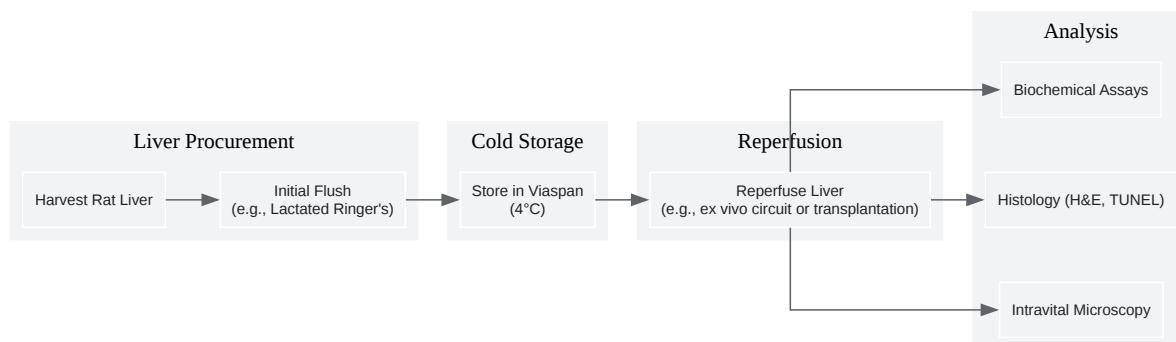 Analysis
Biochemical Assays
Liver Procurement
Cold Storage
Reperfusion
Harvest Rat Liver
Initial Flush
(e.g., Lactated Ringer's)
Store in Viaspan
(4°C)
Reperfuse Liver
(e.g., ex vivo circuit or transplantation)
Histology (H&E, TUNEL)
Intravital Microscopy